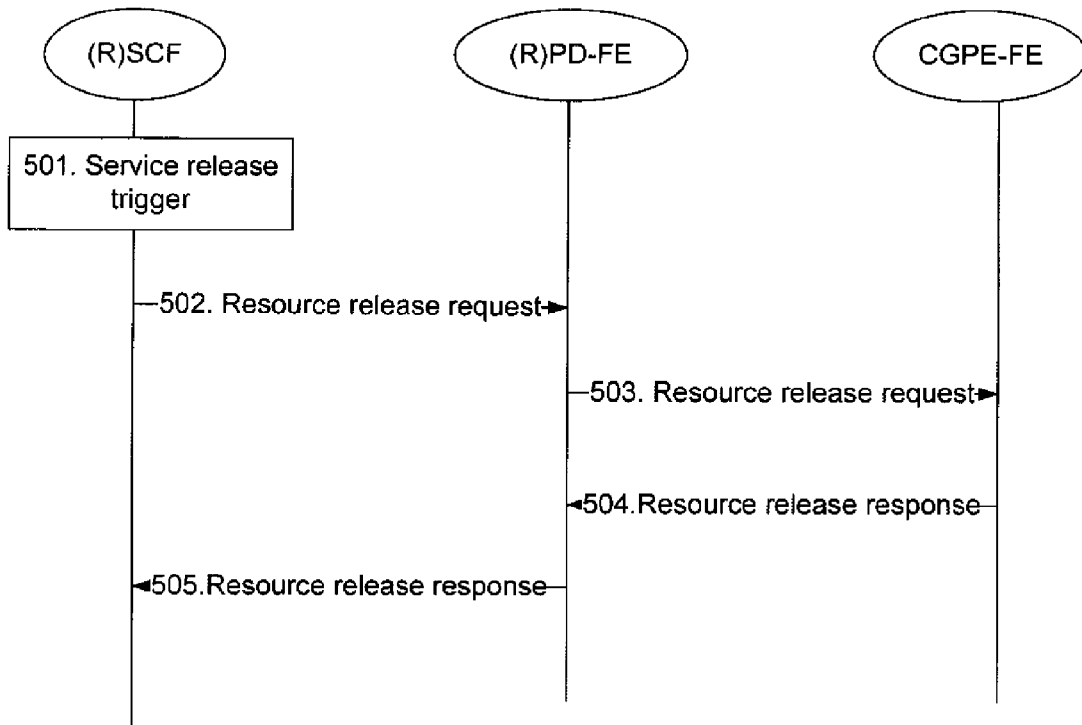 (R)SCF
(R)PD-FE
CGPE-FE
501. Service release
trigger
502. Resource release request
503. Resource release request
504.Resource release response
505.Resource release response